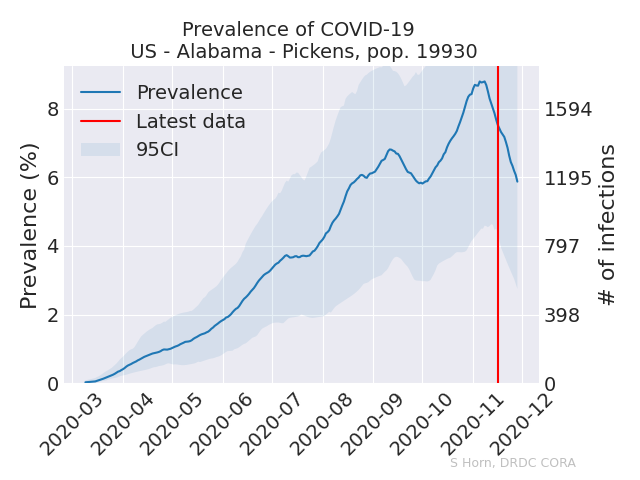 Prevalence of COVID-19
US - Alabama - Pickens, pop. 19930
Prevalence
Latest data
95CI
Prevalence (%)
8
6
4
2
0
1594
1195
797
398
0
# of infections
2020-03
2020-04
2020-05
2020-06
2020-07
2020-08
2020-09
2020-10
2020-11
2020-12
S Horn, DRDC CORA